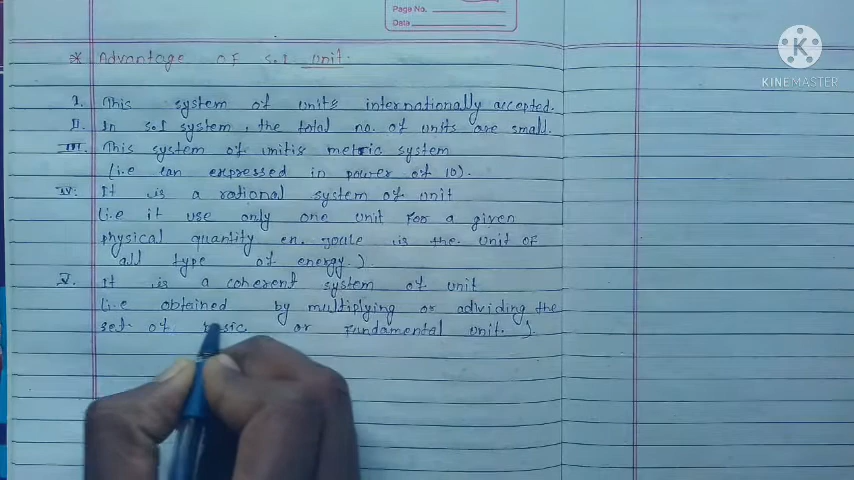 Page No.
Date
K
KINEMASTER
* Advantage of S.I Unit.
I. This system of units internationally accepted.
II. In S.I system, the total no. of units are small.
III. This system of unitis metric system
(i.e can expressed in power of 10).
IV. It is a rational system of unit
(i.e it use only one unit for a given
physical quantity en. joule is the unit of
all type of energy.)
V. It is a coherent system of unit
(i.e obtained by multiplying or adviding the
set of basic or fundamental unit.)